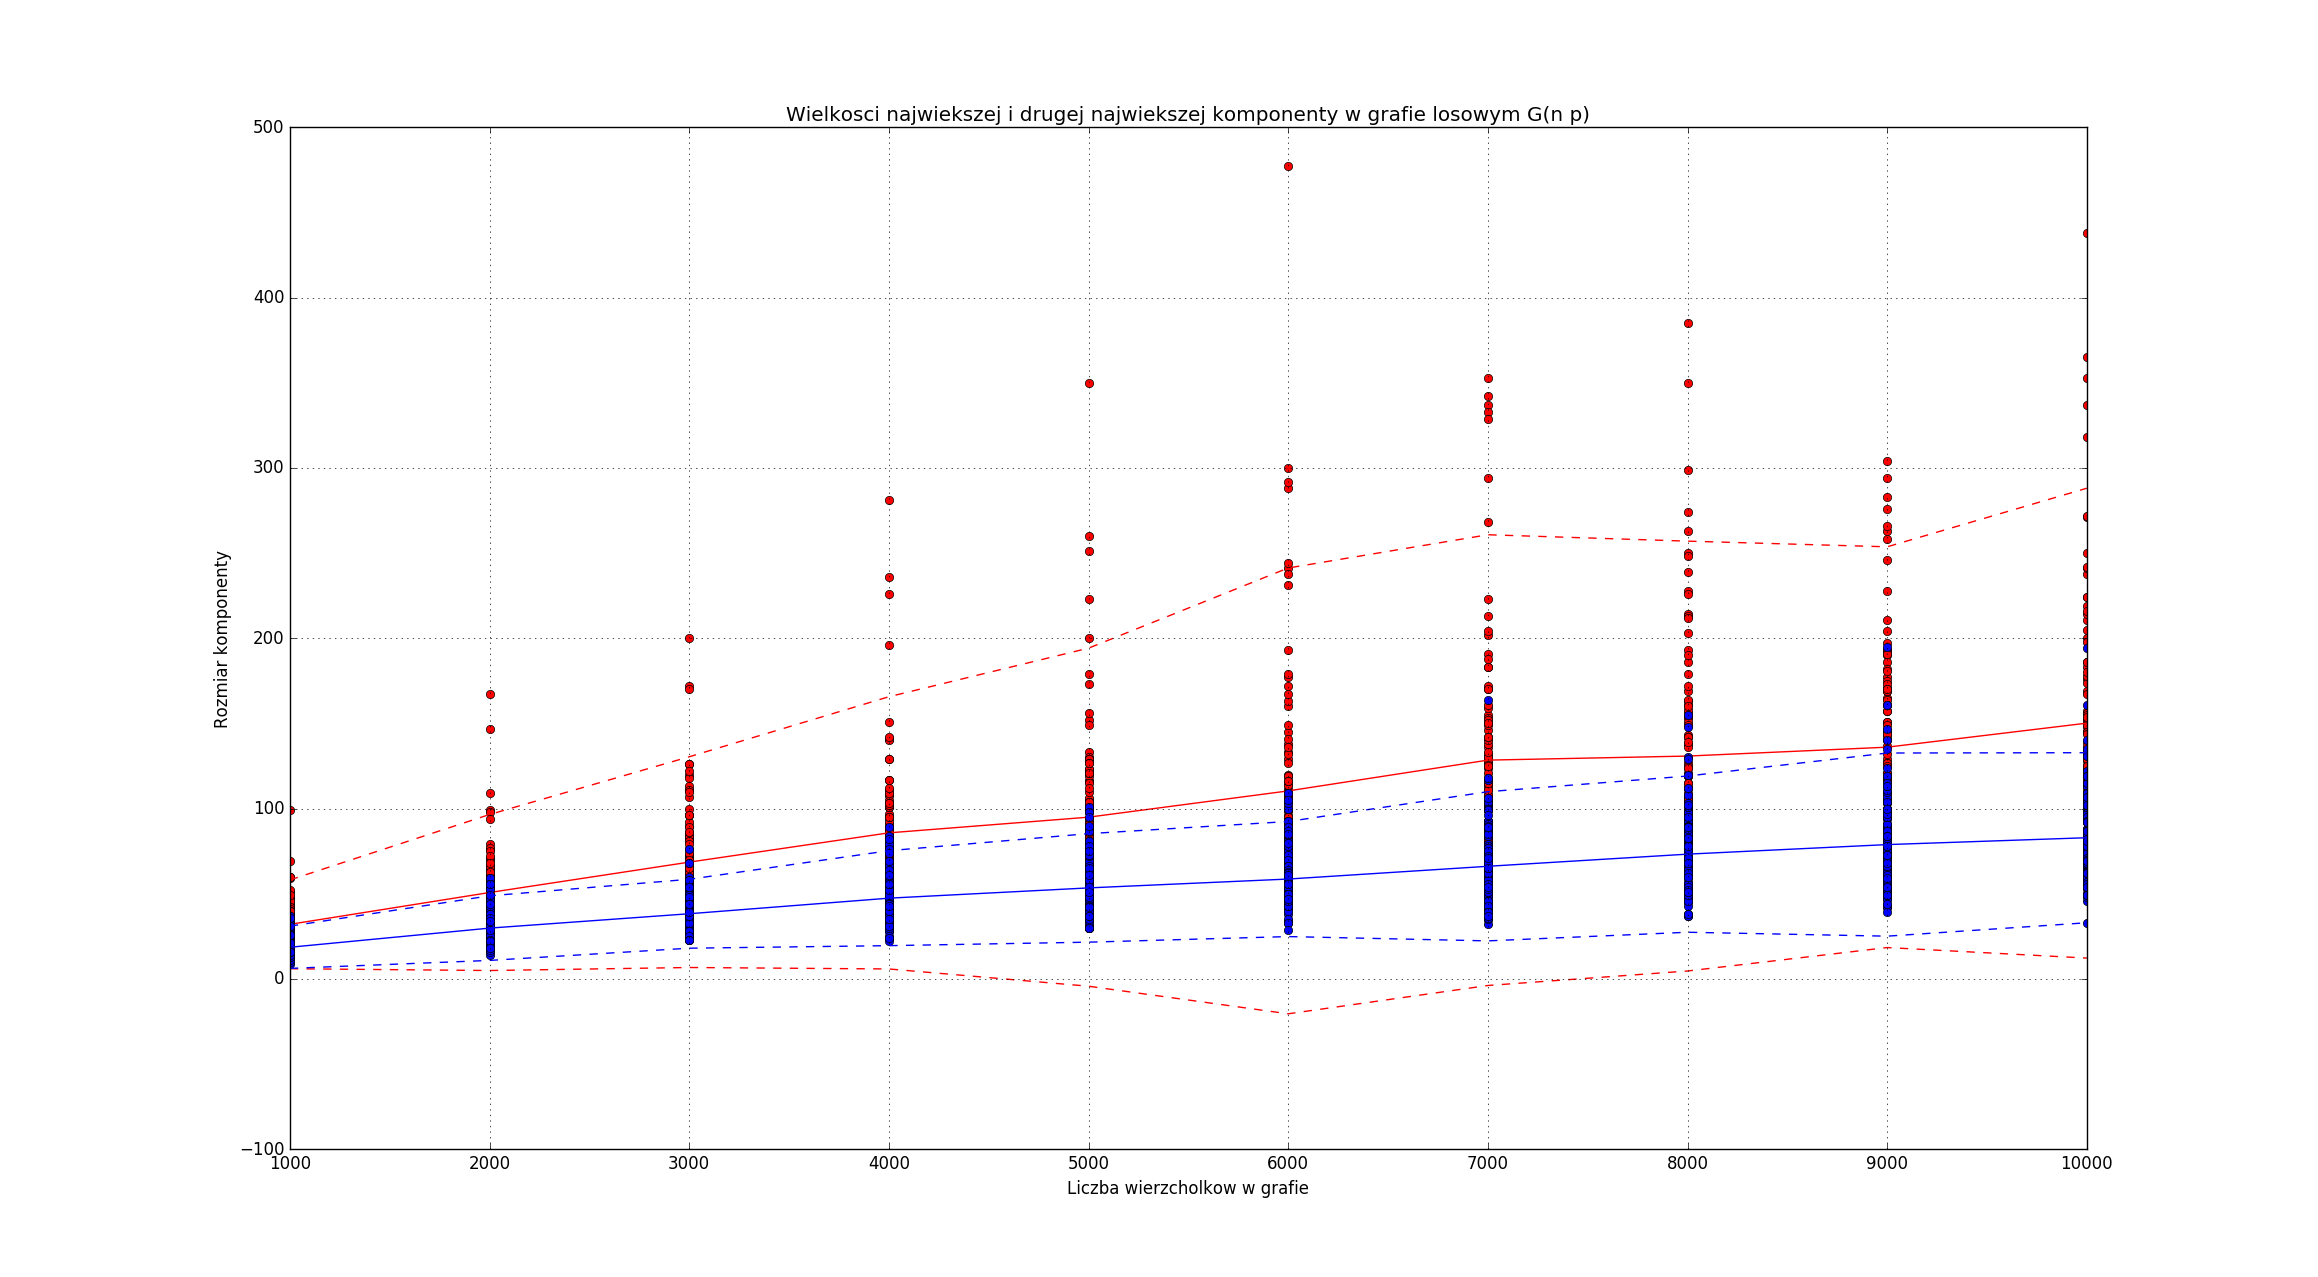 Wielkosci najwiekszej i drugej najwiekszej komponenty w grafie losowym G(n p)
500
400
300
200
100
0
−100
Rozmiar komponenty
1000 2000 3000 4000 5000 6000 7000 8000 9000 10000
Liczba wierzcholkow w grafie